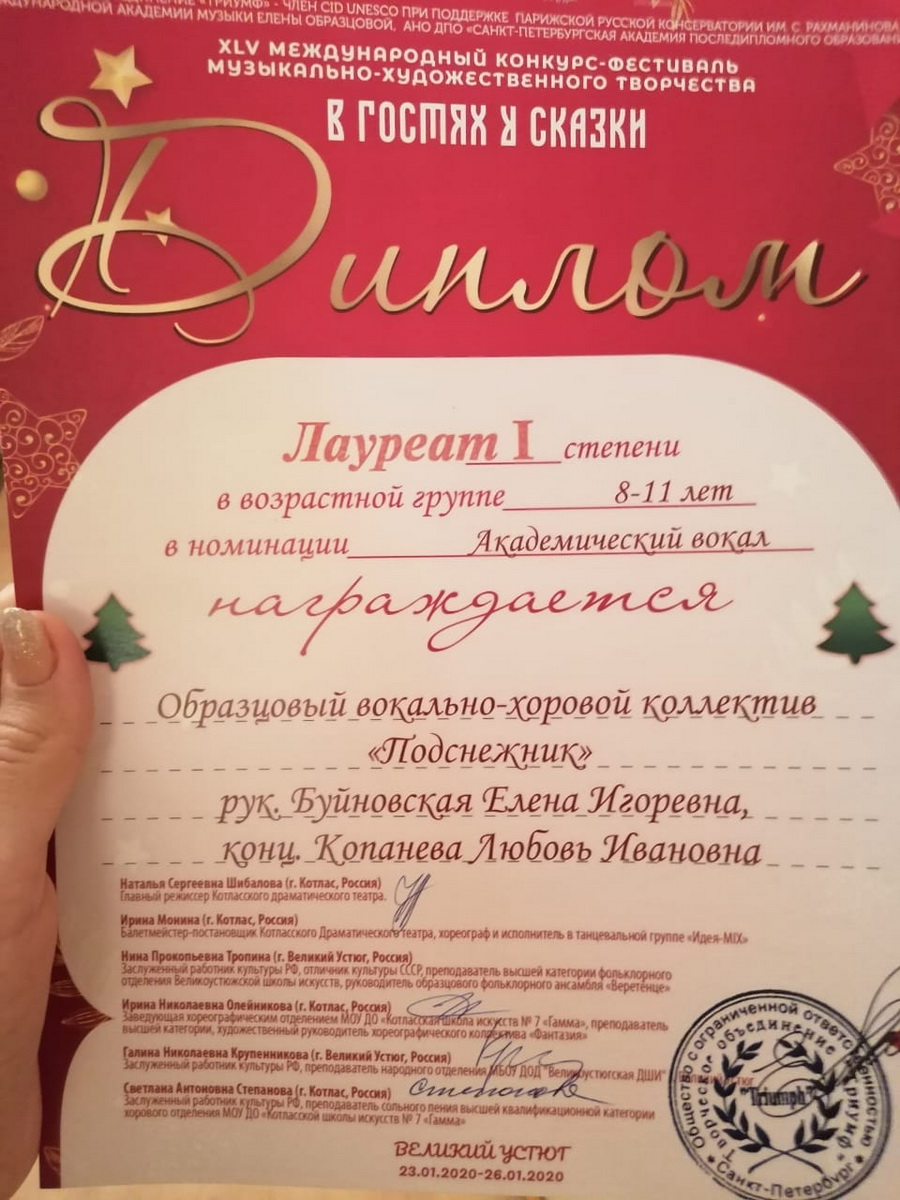 «ТРИУМФ» - ЧЛЕН CID UNESCO ПРИ ПОДДЕРЖКЕ ПАРИЖСКОЙ РУССКОЙ КОНСЕРВАТОРИИ ИМ. С. РАХМАНИНОВА
АКАДЕМИИ МУЗЫКИ ЕЛЕНЫ ОБРАЗЦОВОЙ, АНО ДПО «САНКТ-ПЕТЕРБУРГСКАЯ АКАДЕМИЯ ПОСЛЕДИПЛОМНОГО
XLV МЕЖДУНАРОДНЫЙ КОНКУРС-ФЕСТИВАЛЬ
МУЗЫКАЛЬНО-ХУДОЖЕСТВЕННОГО ТВОРЧЕСТВА
В ГОСТЯХ У СКАЗКИ
Диплом
Лауреат I степени
в возрастной группе 8-11 лет
в номинации Академический вокал
награждается
Образцовый вокально-хоровой коллектив
«Подснежник»
рук. Буйновская Елена Игоревна,
конц. Копанева Любовь Ивановна
Наталья Сергеевна Шибалова (г. Котлас, Россия)
Главный режиссер Котласского драматического театра.
Ирина Монина (г. Котлас, Россия)
Балетмейстер-постановщик Котласского Драматического театра, хореограф и исполнитель в танцевальной группе «Идея-MIX»
Нина Прокопьевна Тропина (г. Великий Устюг, Россия)
Заслуженный работник культуры РФ, отличник культуры СССР, преподаватель высшей категории фольклорного
отделения Великоустюжской школы искусств, руководитель образового фольклорного ансамбля «Веретенце»
Ирина Николаевна Олейникова (г. Котлас, Россия)
Заведующая хореографическим отделением МОУ ДО «Котласская школа искусств № 7 «Гамма», преподаватель
высшей категории, художественный руководитель хореографического коллектива «Фантазия»
Галина Николаевна Крупенникова (г. Великий Устюг, Россия)
Заслуженный работник культуры РФ, преподаватель народного отделения МБОУ ДОД "Великоустюгская ДШИ"
Светлана Антоновна Степанова (г. Котлас, Россия)
Заслуженный работник культуры РФ, преподаватель сольного пения высшей квалификационной категории
хорового отделения МОУ ДО «Котласской школы искусств № 7 «Гамма»
ВЕЛИКИЙ УСТЮГ
23.01.2020-26.01.2020
Общество с ограниченной ответственностью
Творческое объединение "Триумф"
"Triumph"
Санкт-Петербург